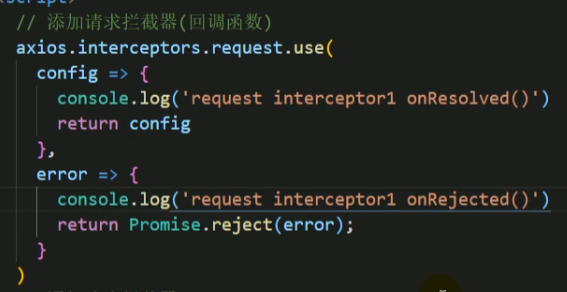 // 添加请求拦截器(回调函数)
axios.interceptors.request.use(
config => {
console.log('request interceptor1 onResolved()')
return config
},
error => {
console.log('request interceptor1 onRejected()')
return Promise.reject(error);
}
)